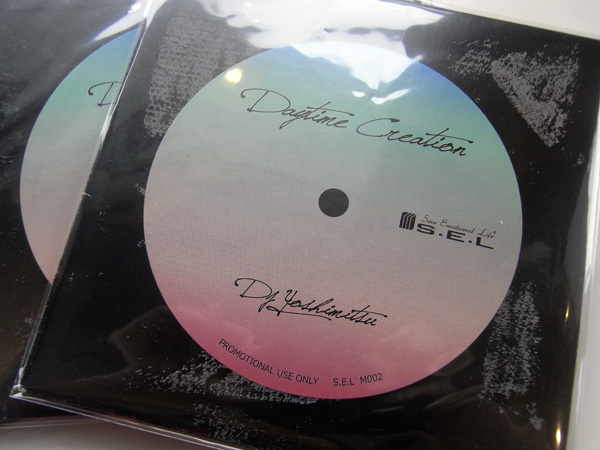 Daytime Creation
Save Emotional Life
S.E.L
Dj Yoshimitsu
PROMOTIONAL USE ONLY S.E.L M002